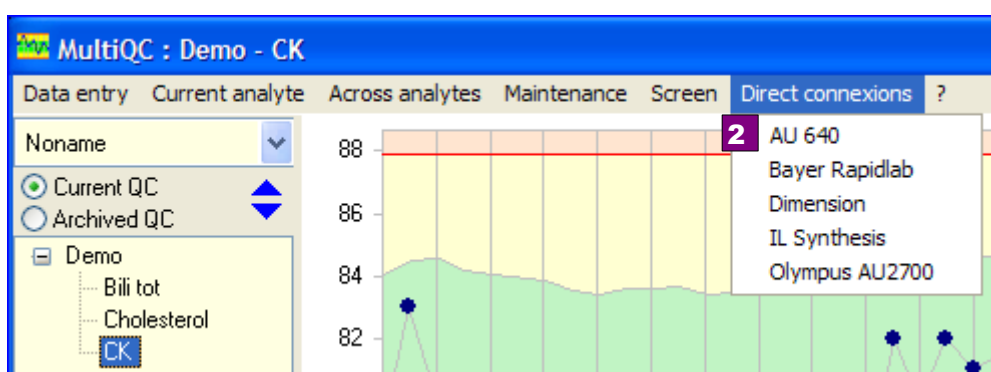 MultiQC : Demo - CK
Data entry Current analyte Across analytes Maintenance Screen Direct connexions ?
Noname
Current QC
Archived QC
Demo
Bili tot
Cholesterol
CK
88
86
84
82
2 AU 640
Bayer Rapidlab
Dimension
IL Synthesis
Olympus AU2700